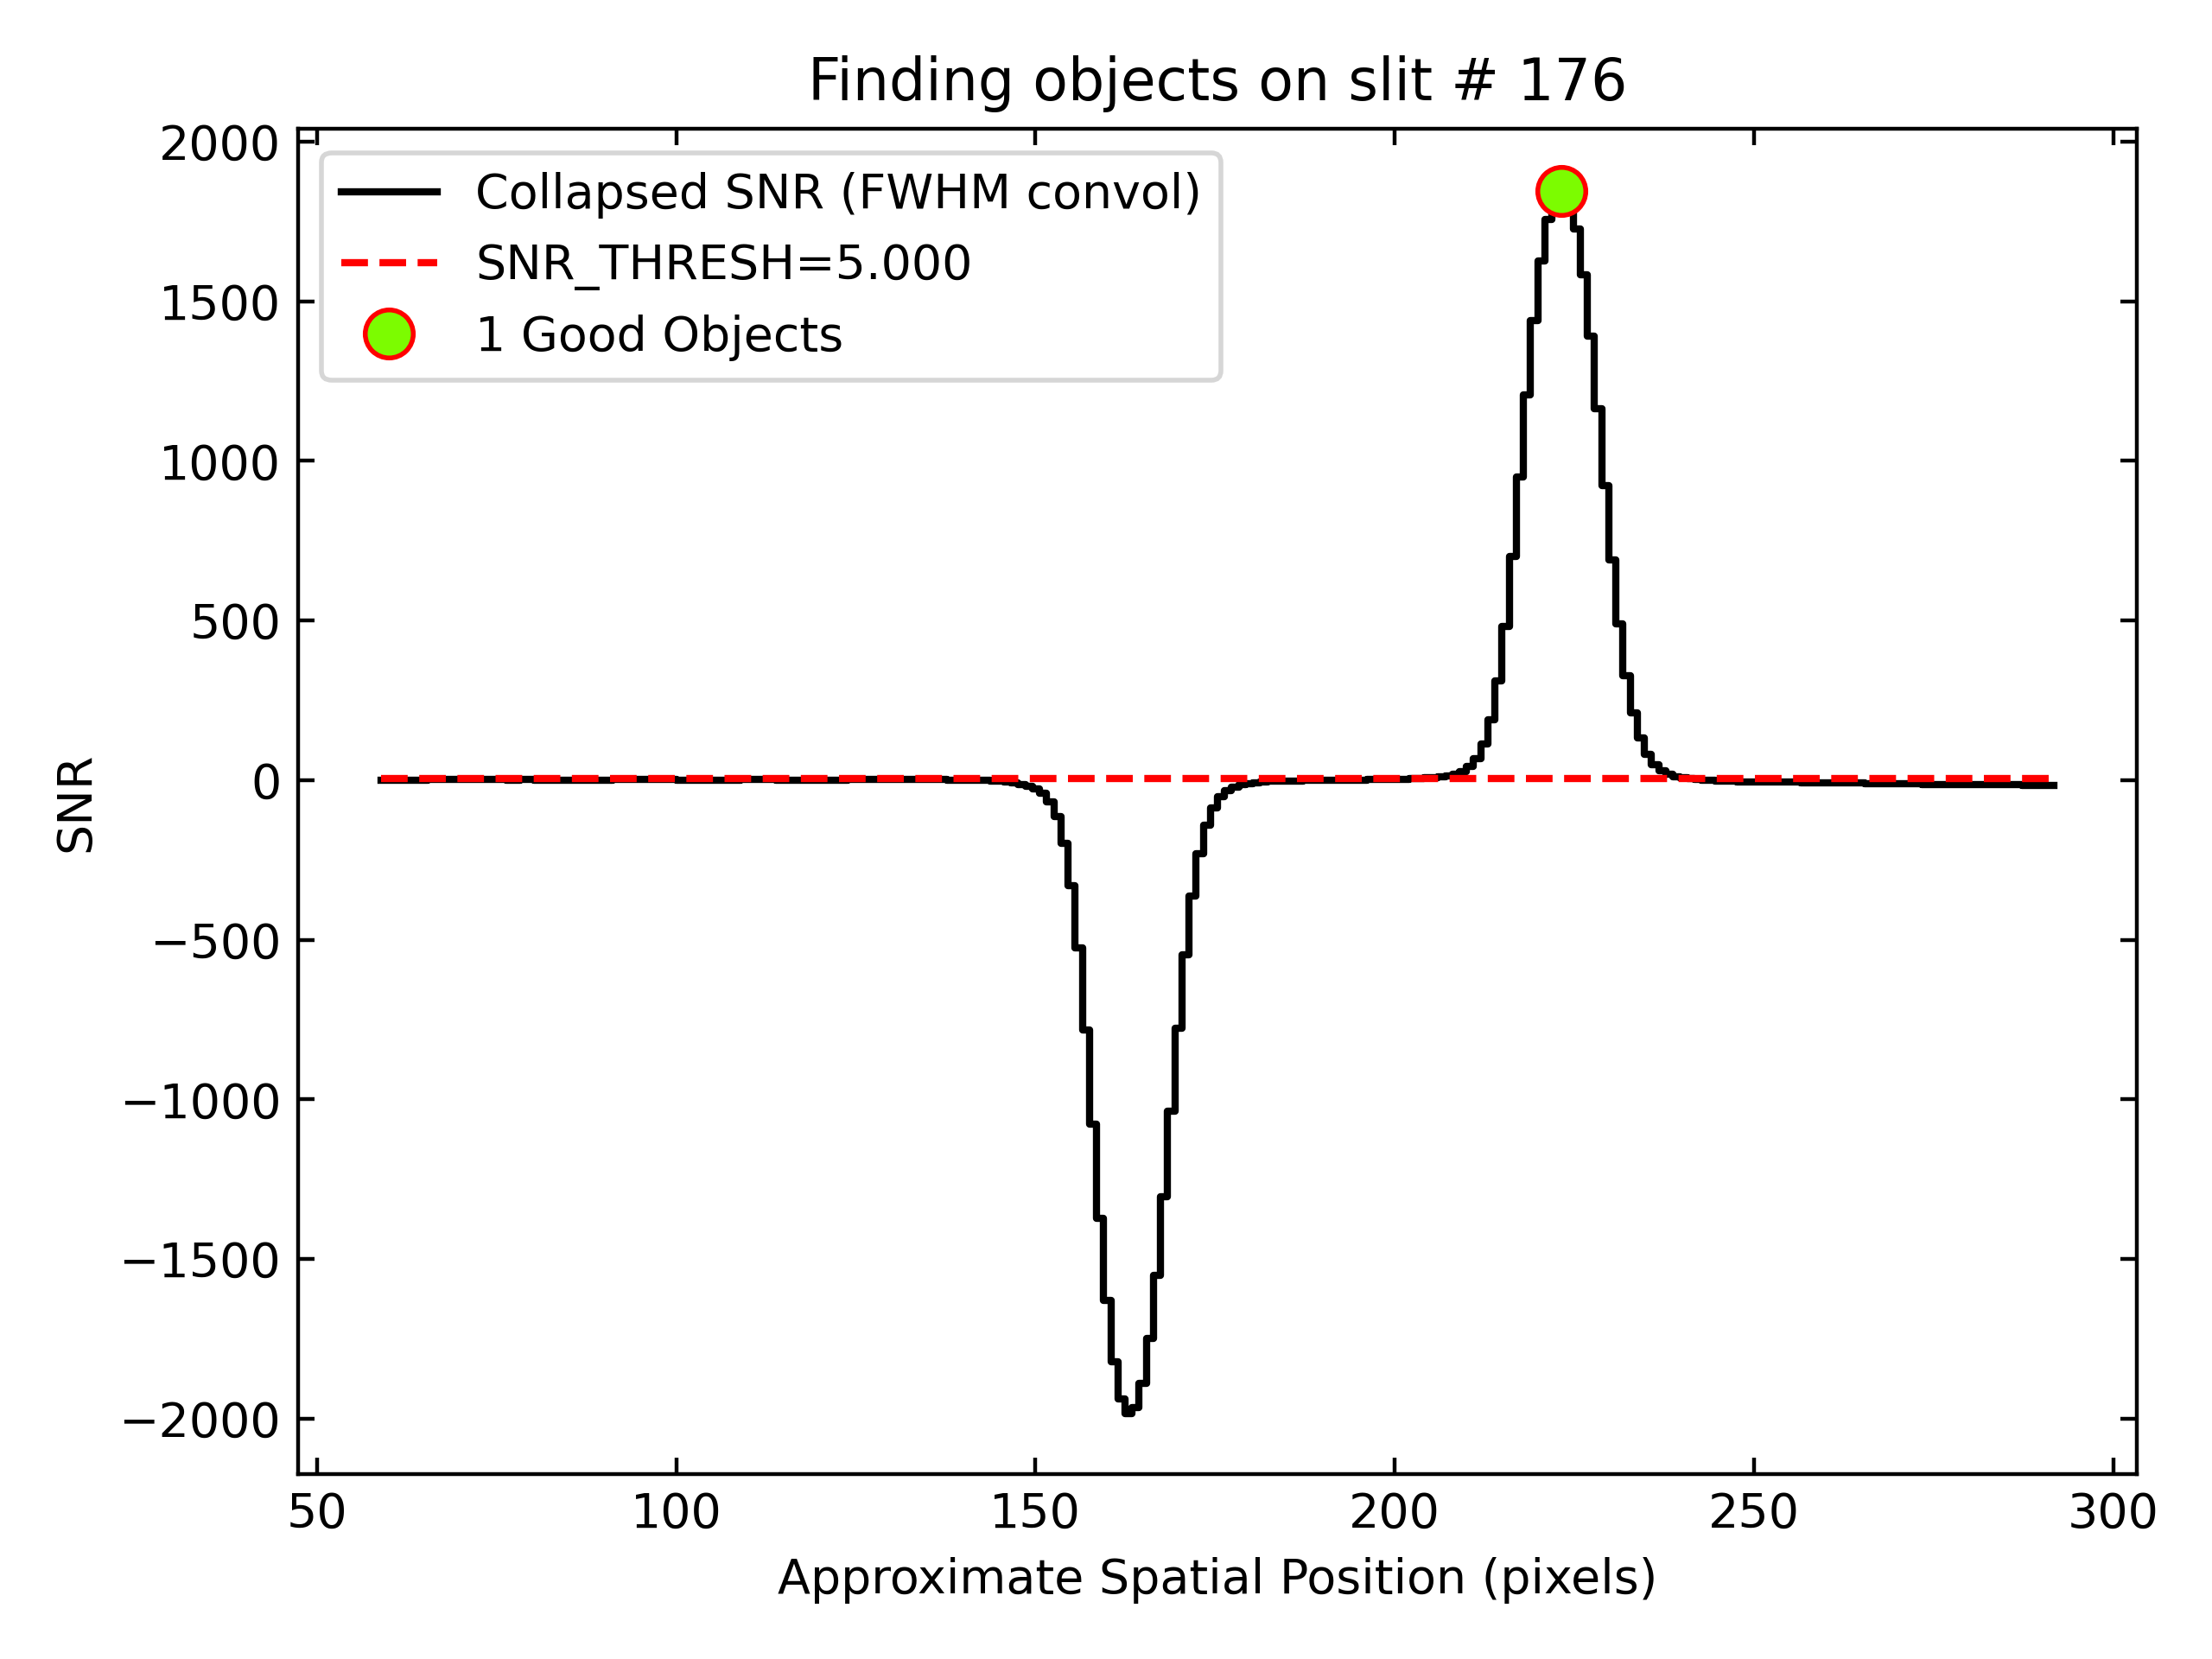 Finding objects on slit # 176
Collapsed SNR (FWHM convol)
SNR_THRESH=5.000
1 Good Objects
2000
1500
1000
500
0
−500
−1000
−1500
−2000
SNR
50 100 150 200 250 300
Approximate Spatial Position (pixels)